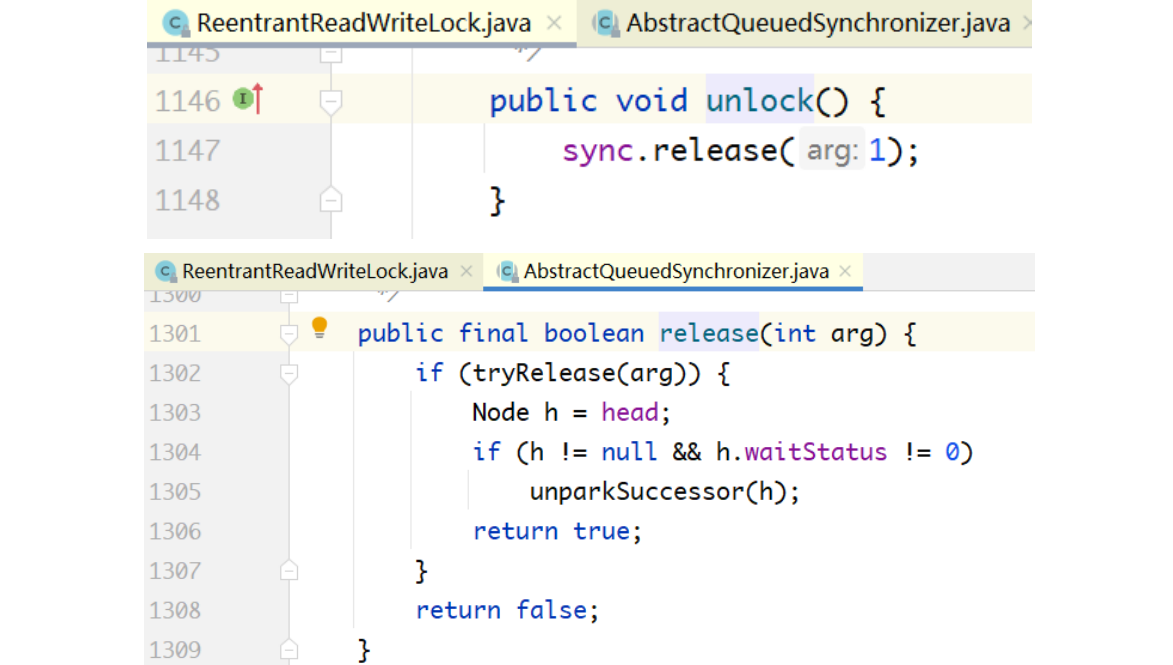 ReentrantReadWriteLock.java × AbstractQueuedSynchronizer.java ×
1145 */
1146 public void unlock() {
1147 sync.release( arg: 1);
1148 }
ReentrantReadWriteLock.java × AbstractQueuedSynchronizer.java ×
1300 */
1301 public final boolean release(int arg) {
1302 if (tryRelease(arg)) {
1303 Node h = head;
1304 if (h != null && h.waitStatus != 0)
1305 unparkSuccessor(h);
1306 return true;
1307 }
1308 return false;
1309 }